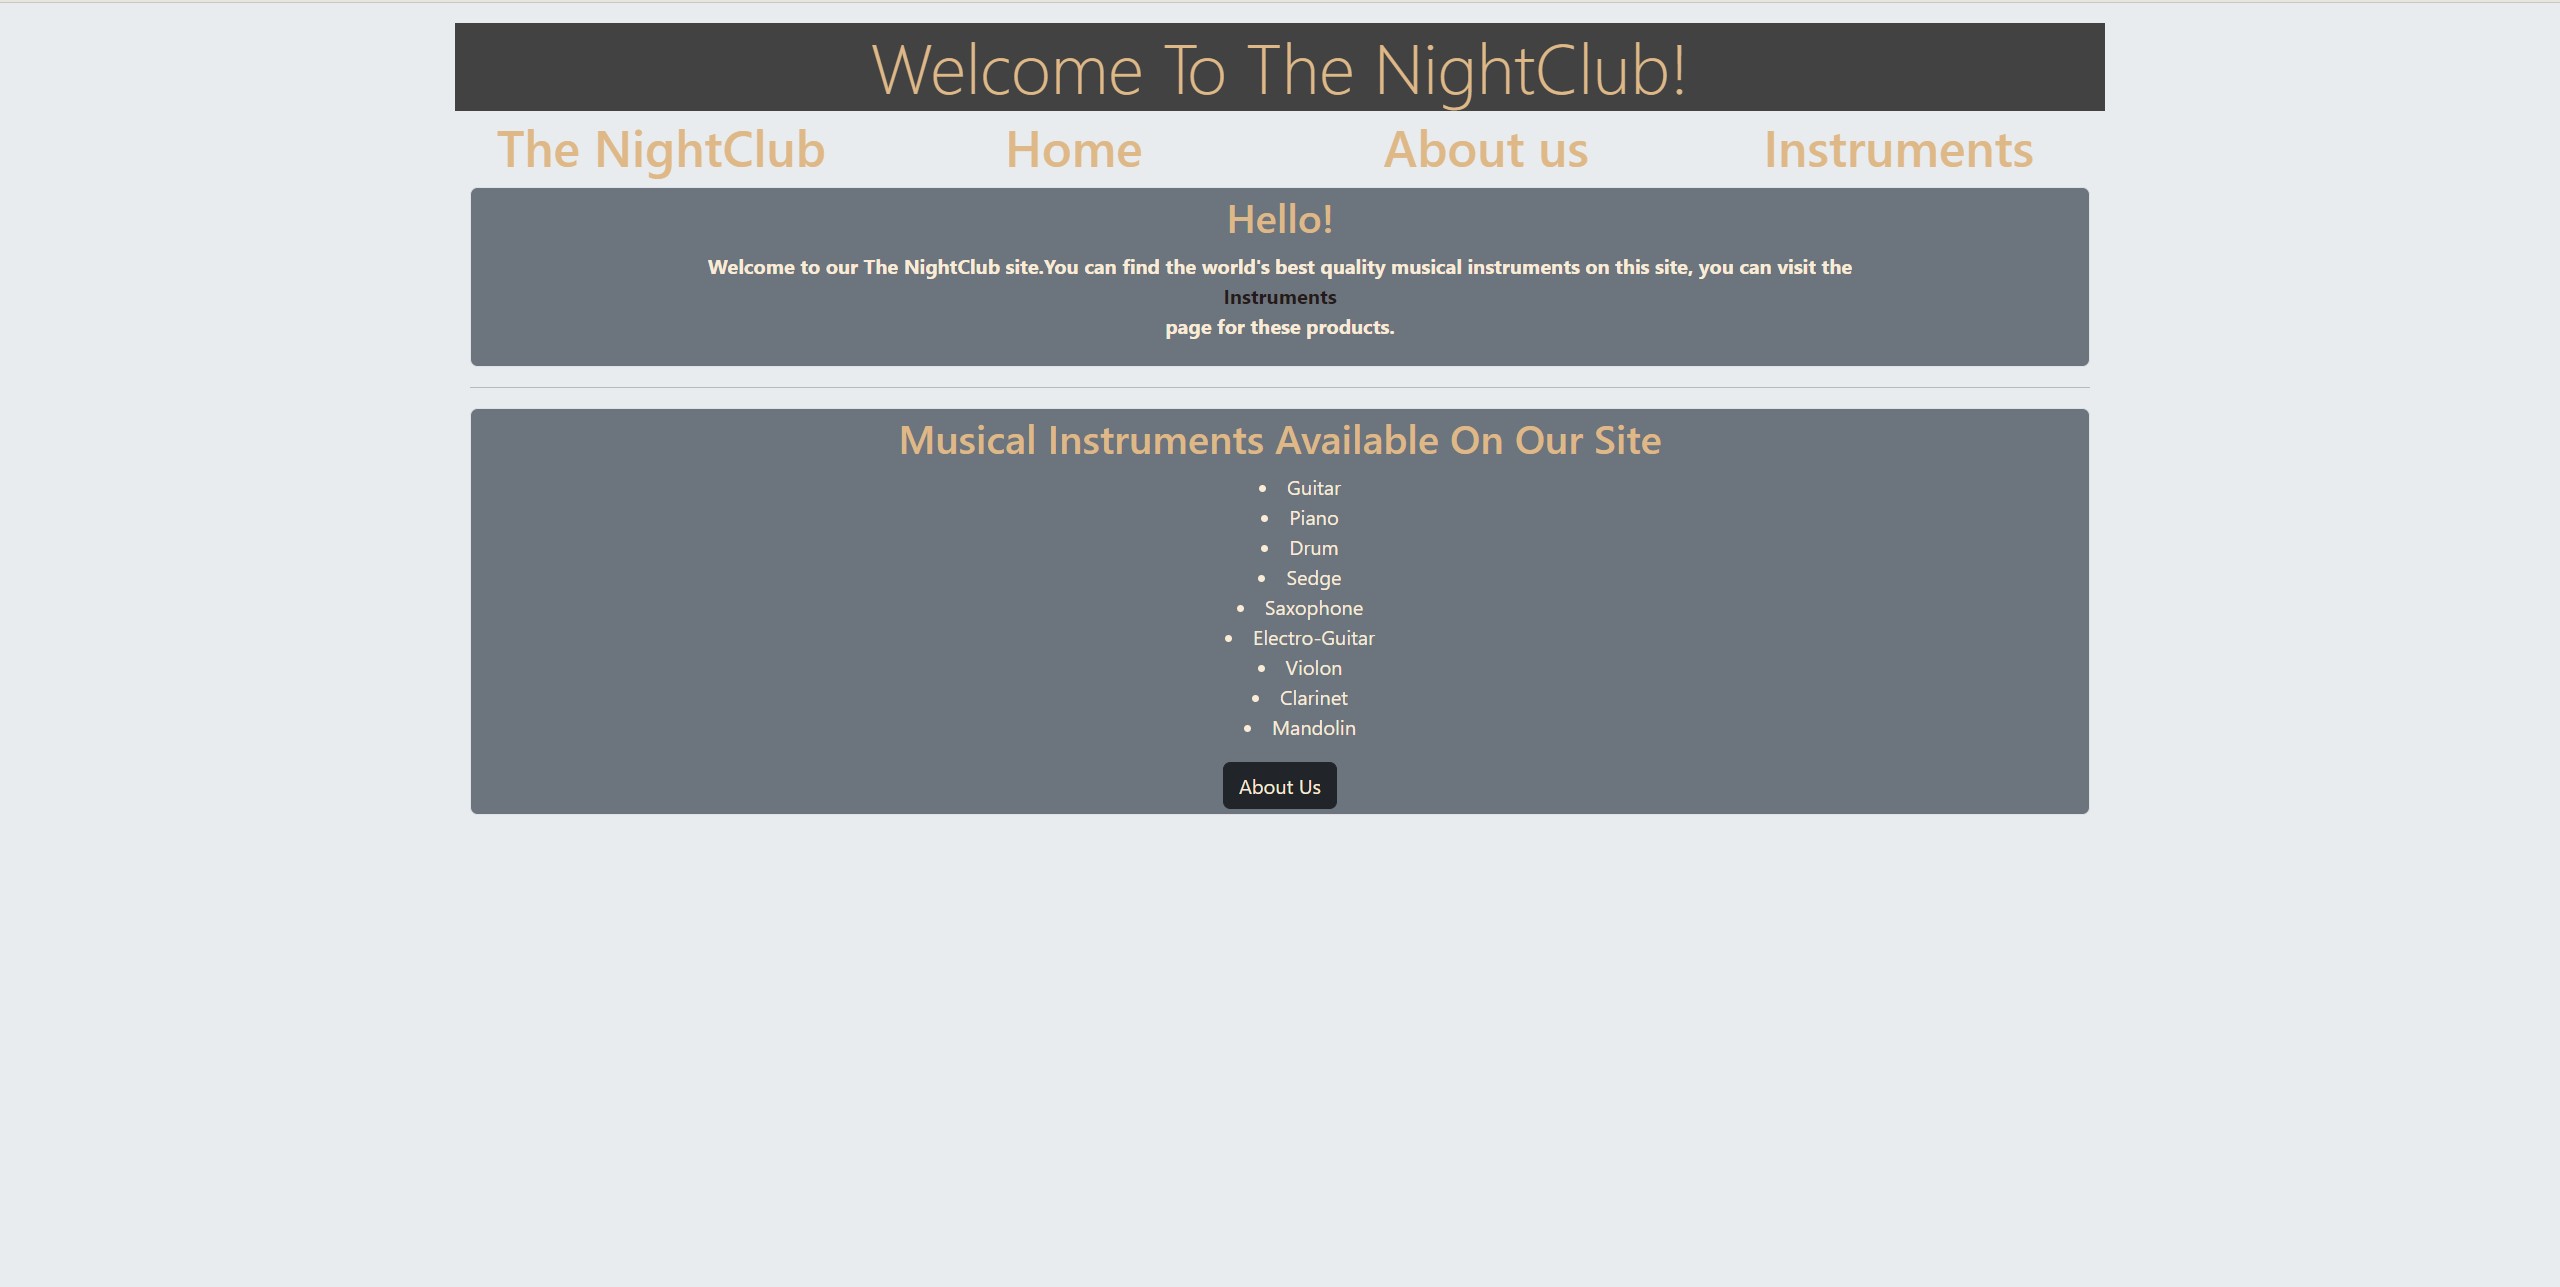 Welcome To The NightClub!
The NightClub Home About us Instruments
Hello!
Welcome to our The NightClub site.You can find the world's best quality musical instruments on this site, you can visit the
Instruments
page for these products.
Musical Instruments Available On Our Site
• Guitar
• Piano
• Drum
• Sedge
• Saxophone
• Electro-Guitar
• Violon
• Clarinet
• Mandolin
About Us